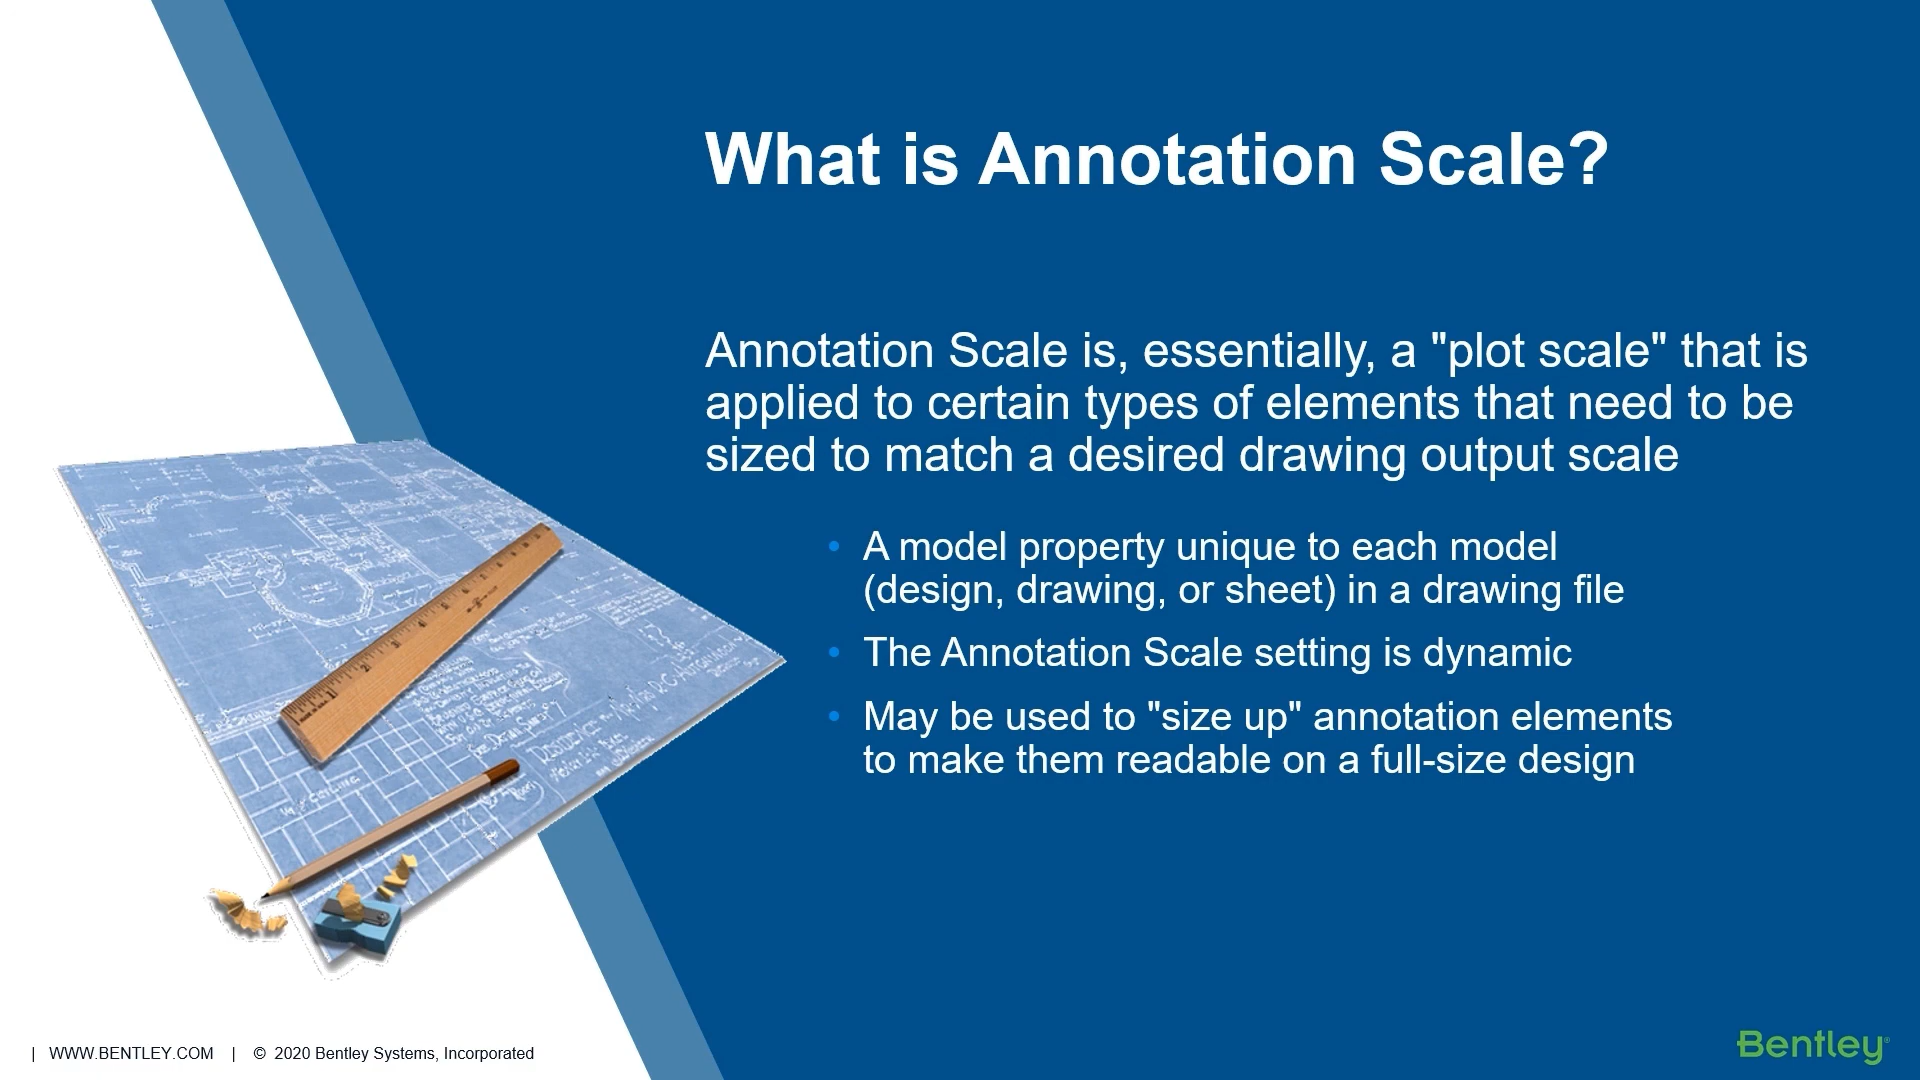 What is Annotation Scale?
Annotation Scale is, essentially, a "plot scale" that is
applied to certain types of elements that need to be
sized to match a desired drawing output scale
• A model property unique to each model
(design, drawing, or sheet) in a drawing file
• The Annotation Scale setting is dynamic
• May be used to "size up" annotation elements
to make them readable on a full-size design
| WWW.BENTLEY.COM | © 2020 Bentley Systems, Incorporated
Bentley®